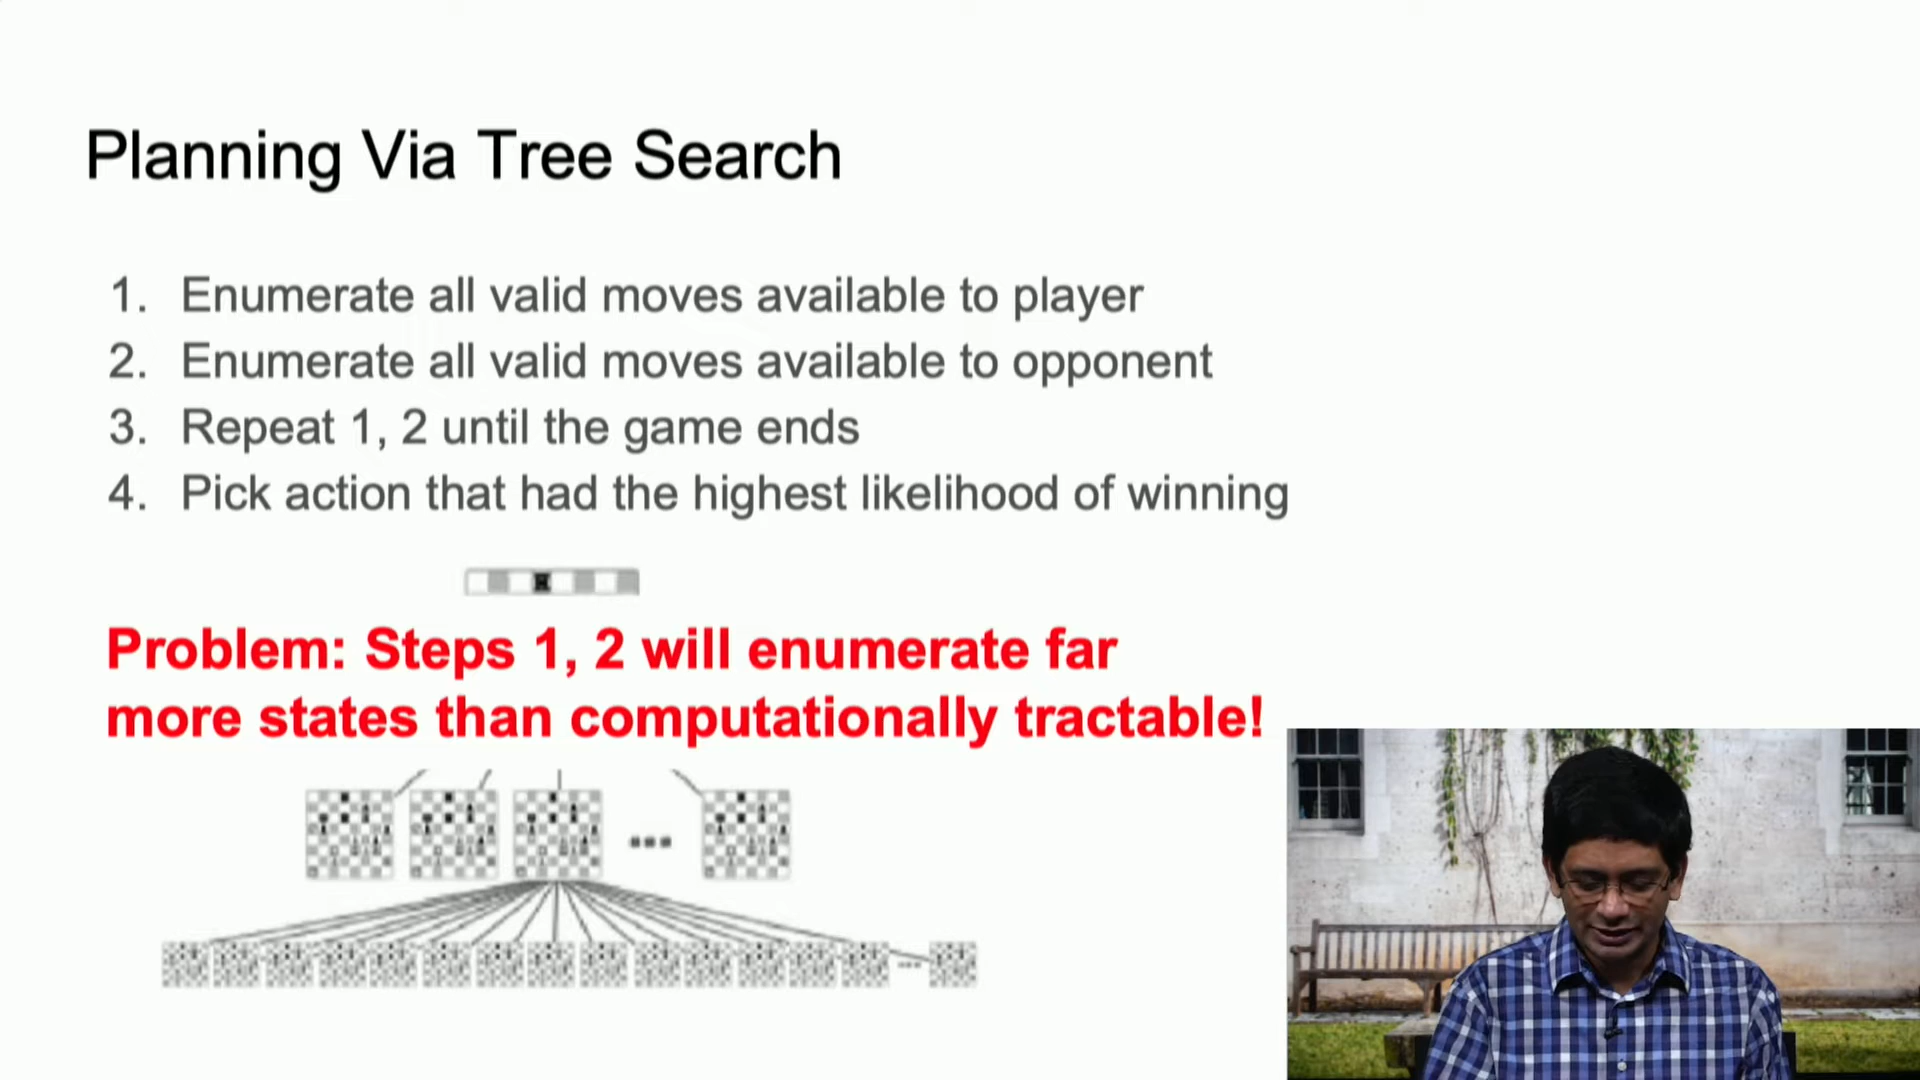 Planning Via Tree Search
1. Enumerate all valid moves available to player
2. Enumerate all valid moves available to opponent
3. Repeat 1, 2 until the game ends
4. Pick action that had the highest likelihood of winning
Problem: Steps 1, 2 will enumerate far
more states than computationally tractable!